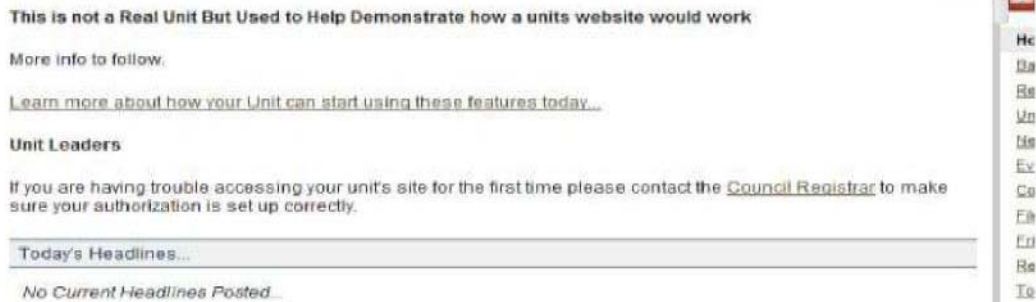 This is not a Real Unit But Used to Help Demonstrate how a units website would work
More info to follow.
Learn more about how your Unit can start using these features today...
Unit Leaders
If you are having trouble accessing your unit's site for the first time please contact the Council Registrar to make
sure your authorization is set up correctly.
Today's Headlines...
No Current Headlines Posted...